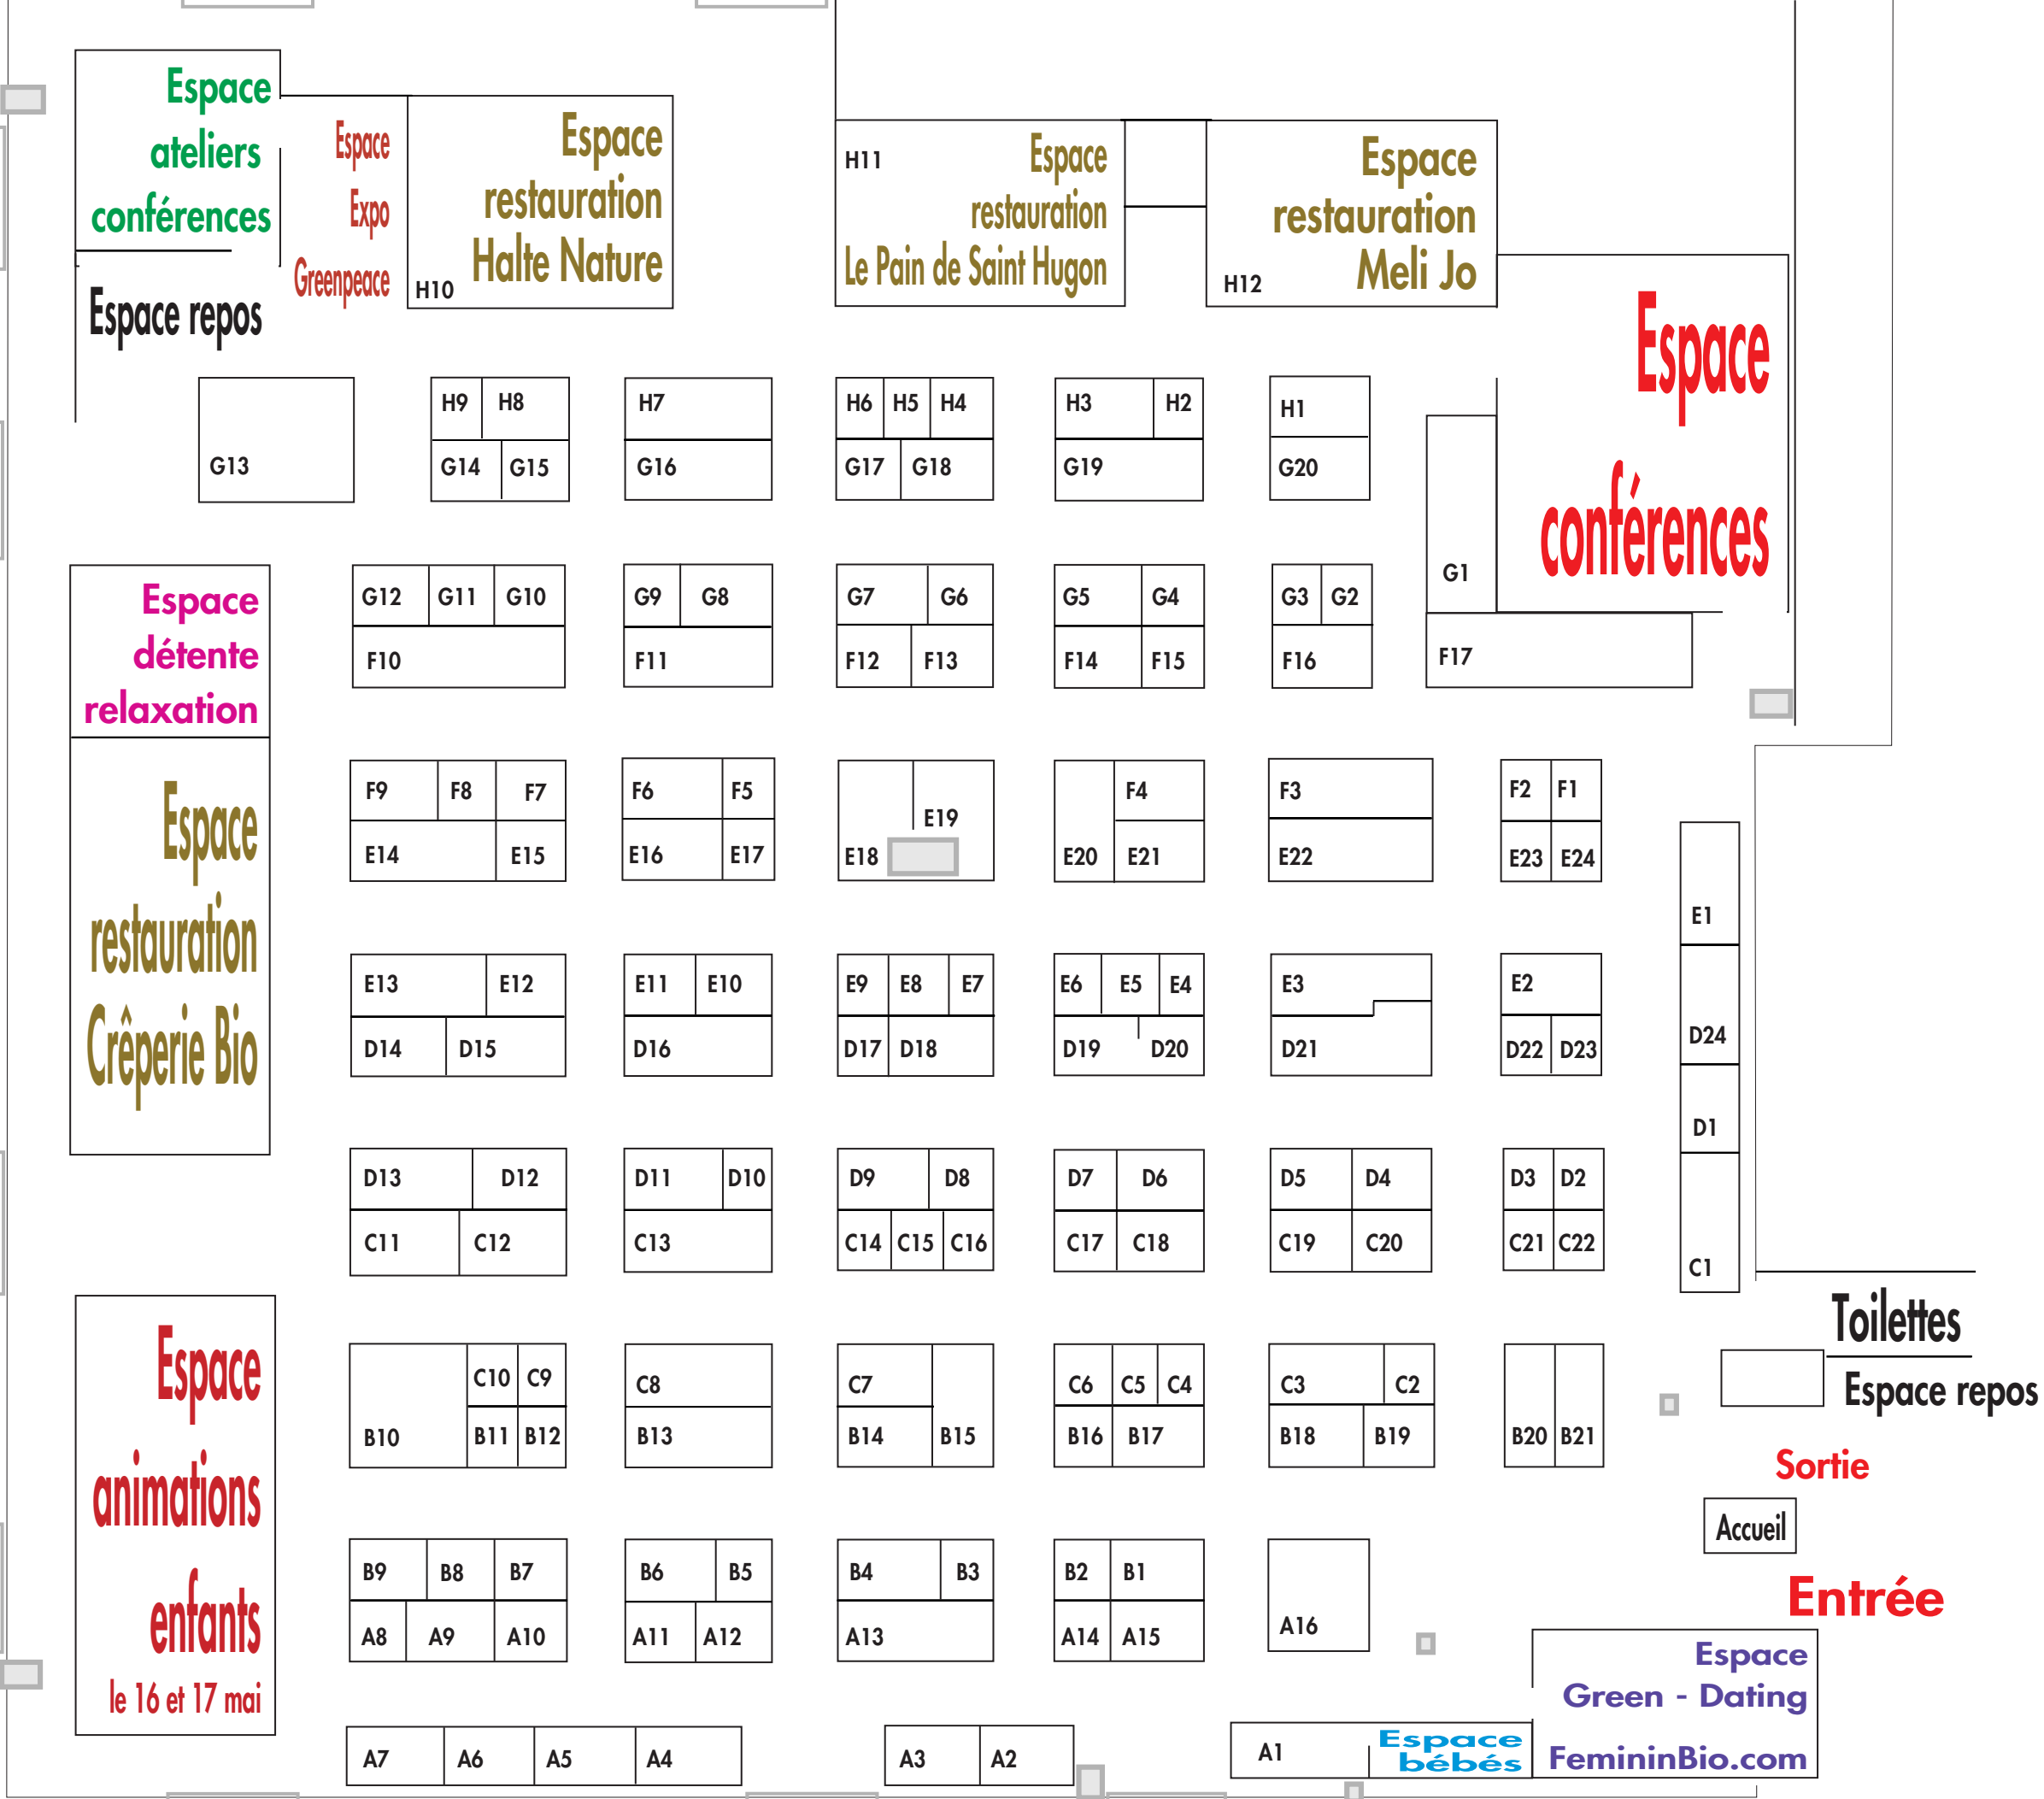 Espace
ateliers
conférences
Espace
Expo
Greenpeace
Espace
restauration
Halte Nature
H10
H11
Espace
restauration
Le Pain de Saint Hugon
Espace
restauration
Meli Jo
H12
Espace repos
Espace
conférences
H9 H8 H7 H6 H5 H4 H3 H2 H1
G13 G14 G15 G16 G17 G18 G19 G20
G1
Espace
détente
relaxation
G12 G11 G10 G9 G8 G7 G6 G5 G4 G3 G2
F10 F11 F12 F13 F14 F15 F16 F17
Espace
restauration
Crêperie Bio
F9 F8 F7 F6 F5 E19 F4 F3 F2 F1
E14 E15 E16 E17 E18 E20 E21 E22 E23 E24
E1
E13 E12 E11 E10 E9 E8 E7 E6 E5 E4 E3 E2
D14 D15 D16 D17 D18 D19 D20 D21 D22 D23 D24
D1
D13 D12 D11 D10 D9 D8 D7 D6 D5 D4 D3 D2
C11 C12 C13 C14 C15 C16 C17 C18 C19 C20 C21 C22
C1
Toilettes
Espace repos
Espace
animations
enfants
le 16 et 17 mai
C10 C9 C8 C7 C6 C5 C4 C3 C2
B10 B11 B12 B13 B14 B15 B16 B17 B18 B19 B20 B21
Sortie
Accueil
Entrée
B9 B8 B7 B6 B5 B4 B3 B2 B1
A8 A9 A10 A11 A12 A13 A14 A15 A16
Espace
Green - Dating
FemininBio.com
A7 A6 A5 A4 A3 A2 A1
Espace
bébés